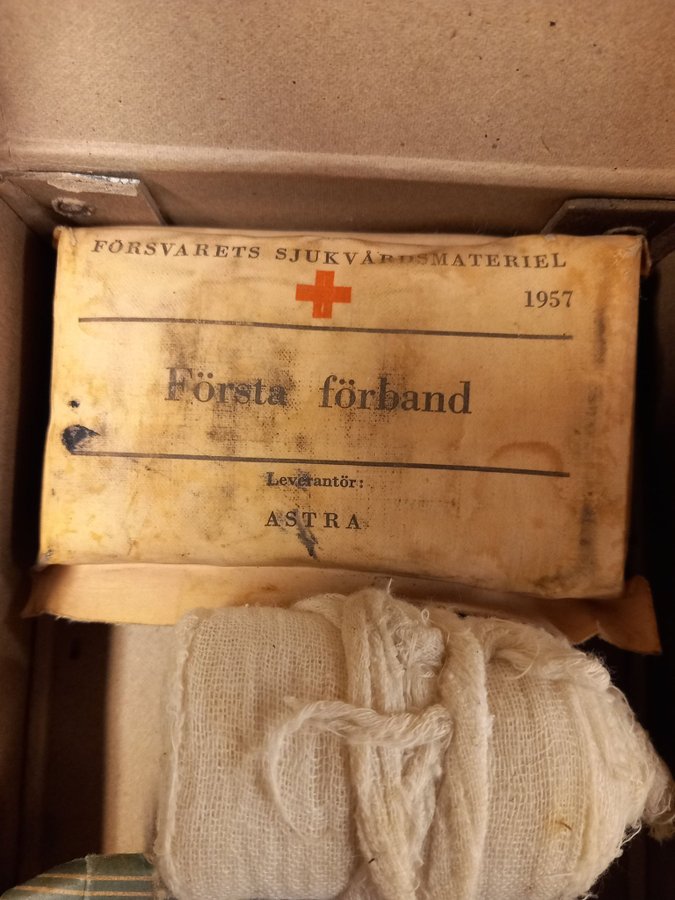 FÖRSVARETS SJUKVÅRDSMATERIEL
1957
Första förband
Leverantör:
ASTRA